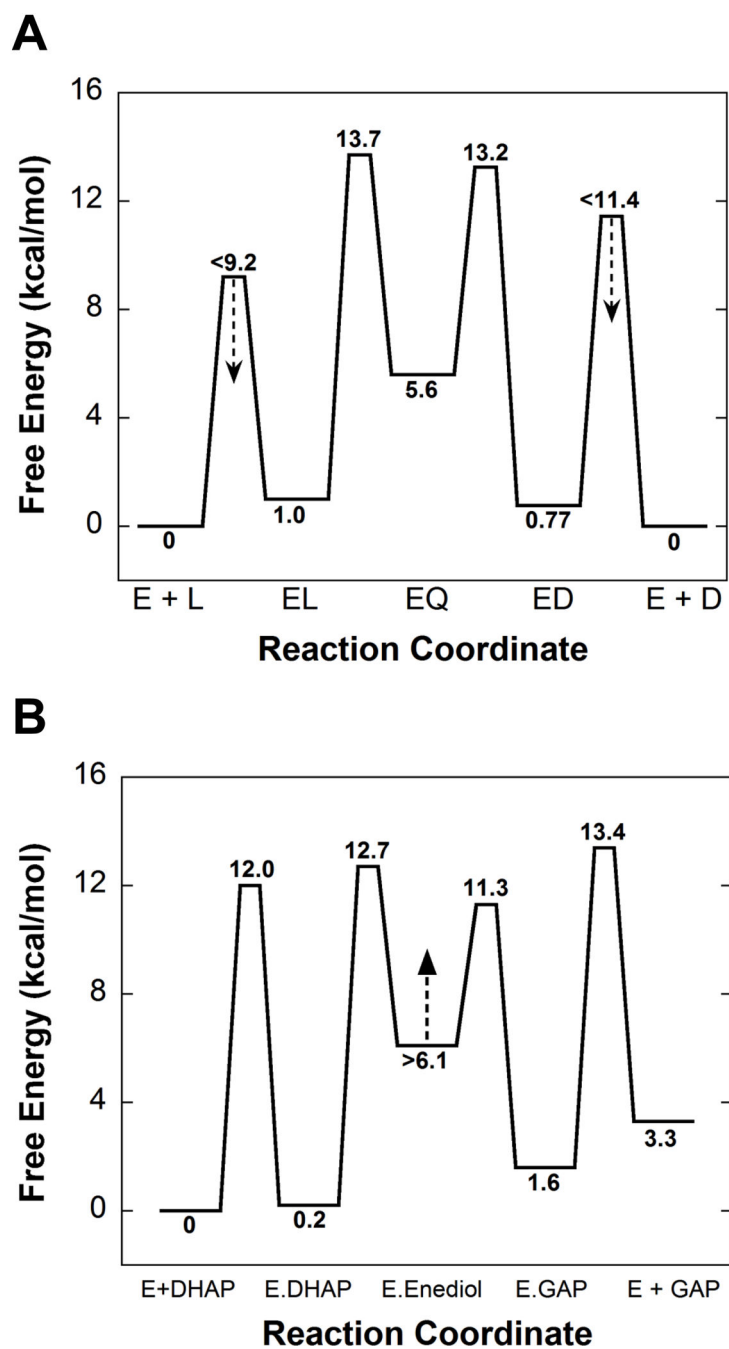 A
Free Energy (kcal/mol)
16
12
8
4
0
13.7
13.2
<11.4
<9.2
5.6
1.0
0.77
0
0
E + L
EL
EQ
ED
E + D
Reaction Coordinate
B
Free Energy (kcal/mol)
16
12
8
4
0
13.4
12.7
12.0
11.3
>6.1
3.3
1.6
0.2
0
E+DHAP
E.DHAP
E.Enediol
E.GAP
E + GAP
Reaction Coordinate